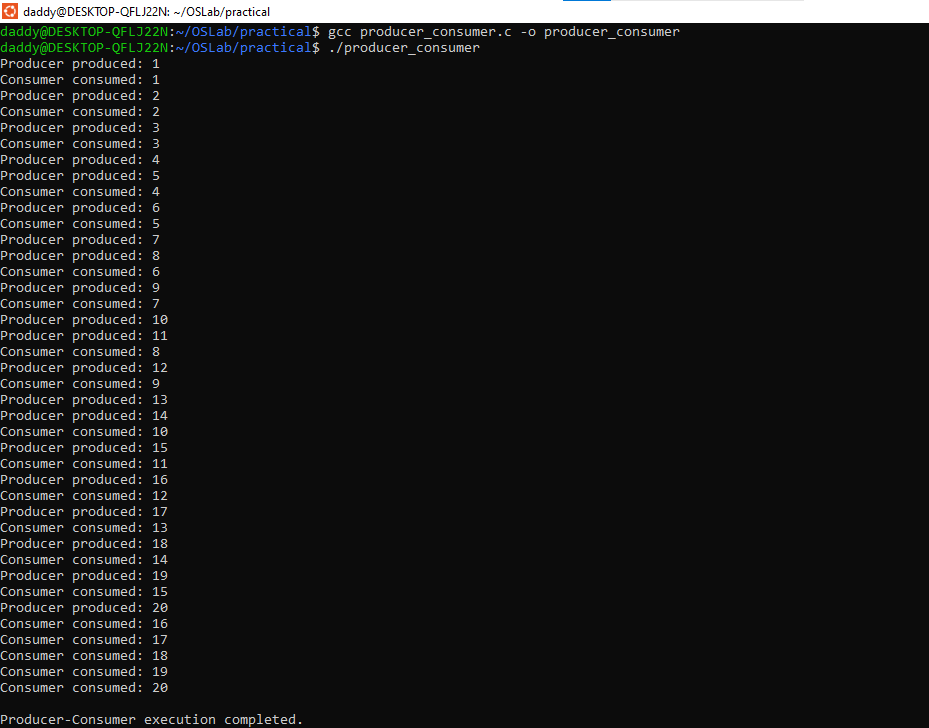 daddy@DESKTOP-QFLJ22N: ~/OSLab/practical
daddy@DESKTOP-QFLJ22N:~/OSLab/practical$ gcc producer_consumer.c -o producer_consumer
daddy@DESKTOP-QFLJ22N:~/OSLab/practical$ ./producer_consumer
Producer produced: 1
Consumer consumed: 1
Producer produced: 2
Consumer consumed: 2
Producer produced: 3
Consumer consumed: 3
Producer produced: 4
Producer produced: 5
Consumer consumed: 4
Producer produced: 6
Consumer consumed: 5
Producer produced: 7
Producer produced: 8
Consumer consumed: 6
Producer produced: 9
Consumer consumed: 7
Producer produced: 10
Producer produced: 11
Consumer consumed: 8
Producer produced: 12
Consumer consumed: 9
Producer produced: 13
Producer produced: 14
Consumer consumed: 10
Producer produced: 15
Consumer consumed: 11
Producer produced: 16
Consumer consumed: 12
Producer produced: 17
Consumer consumed: 13
Producer produced: 18
Consumer consumed: 14
Producer produced: 19
Consumer consumed: 15
Producer produced: 20
Consumer consumed: 16
Consumer consumed: 17
Consumer consumed: 18
Consumer consumed: 19
Consumer consumed: 20
Producer-Consumer execution completed.